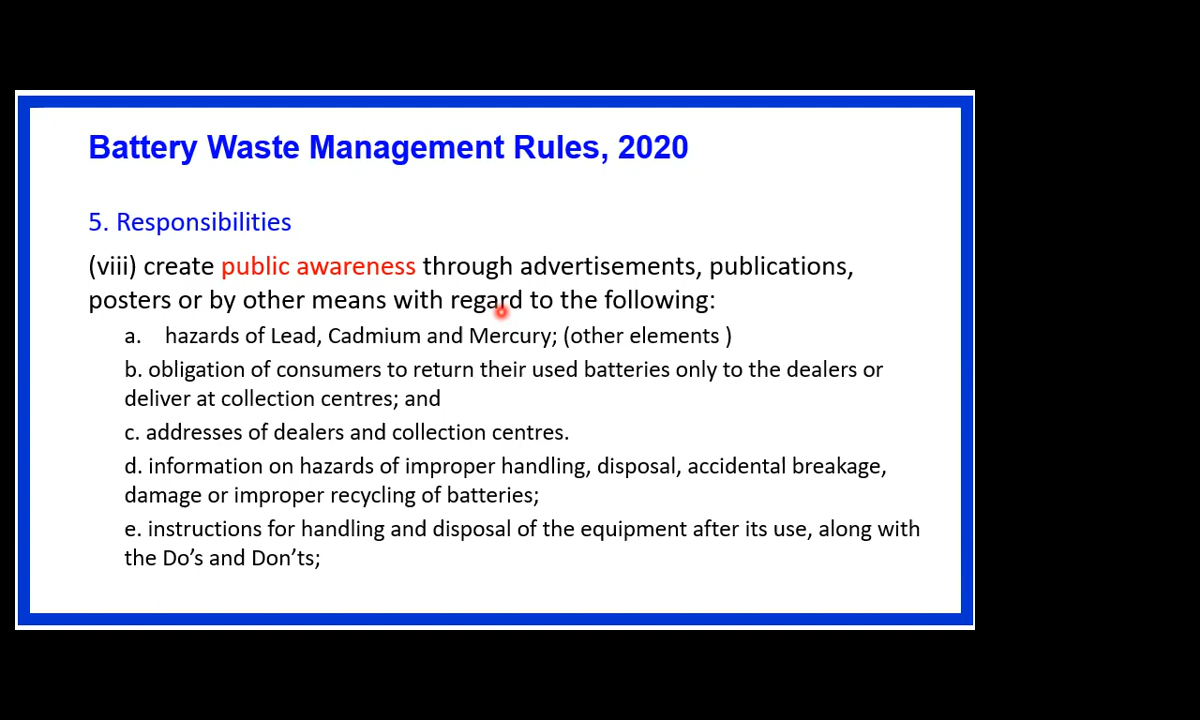 Battery Waste Management Rules, 2020
5. Responsibilities
(viii) create public awareness through advertisements, publications,
posters or by other means with regard to the following:
a. hazards of Lead, Cadmium and Mercury; (other elements )
b. obligation of consumers to return their used batteries only to the dealers or
deliver at collection centres; and
c. addresses of dealers and collection centres.
d. information on hazards of improper handling, disposal, accidental breakage,
damage or improper recycling of batteries;
e. instructions for handling and disposal of the equipment after its use, along with
the Do’s and Don’ts;